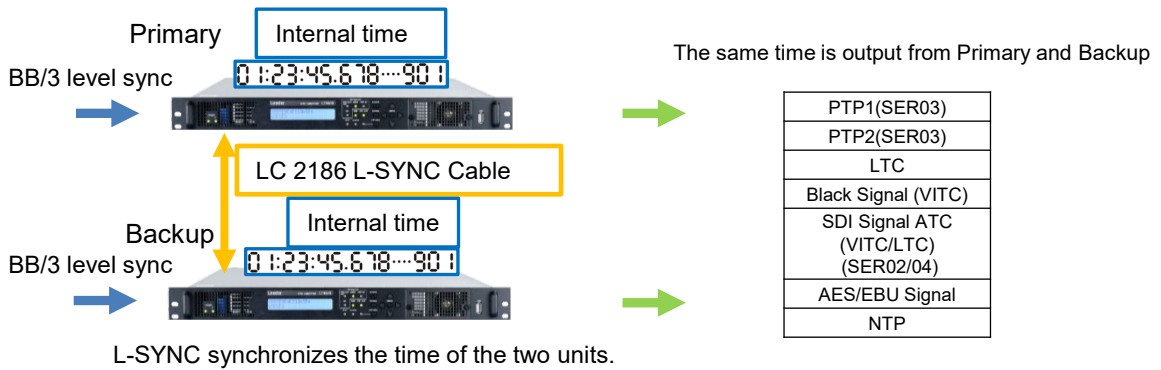 Primary
Internal time
BB/3 level sync
01:23:45.678…901
LC 2186 L-SYNC Cable
Internal time
Backup
BB/3 level sync
01:23:45.678…901
L-SYNC synchronizes the time of the two units.
The same time is output from Primary and Backup
PTP1(SER03)
PTP2(SER03)
LTC
Black Signal (VITC)
SDI Signal ATC
(VITC/LTC)
(SER02/04)
AES/EBU Signal
NTP